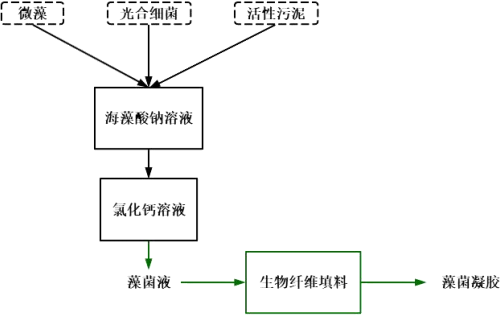 微藻
光合细菌
活性污泥
海藻酸钠溶液
氯化钙溶液
藻菌液
生物纤维填料
藻菌凝胶